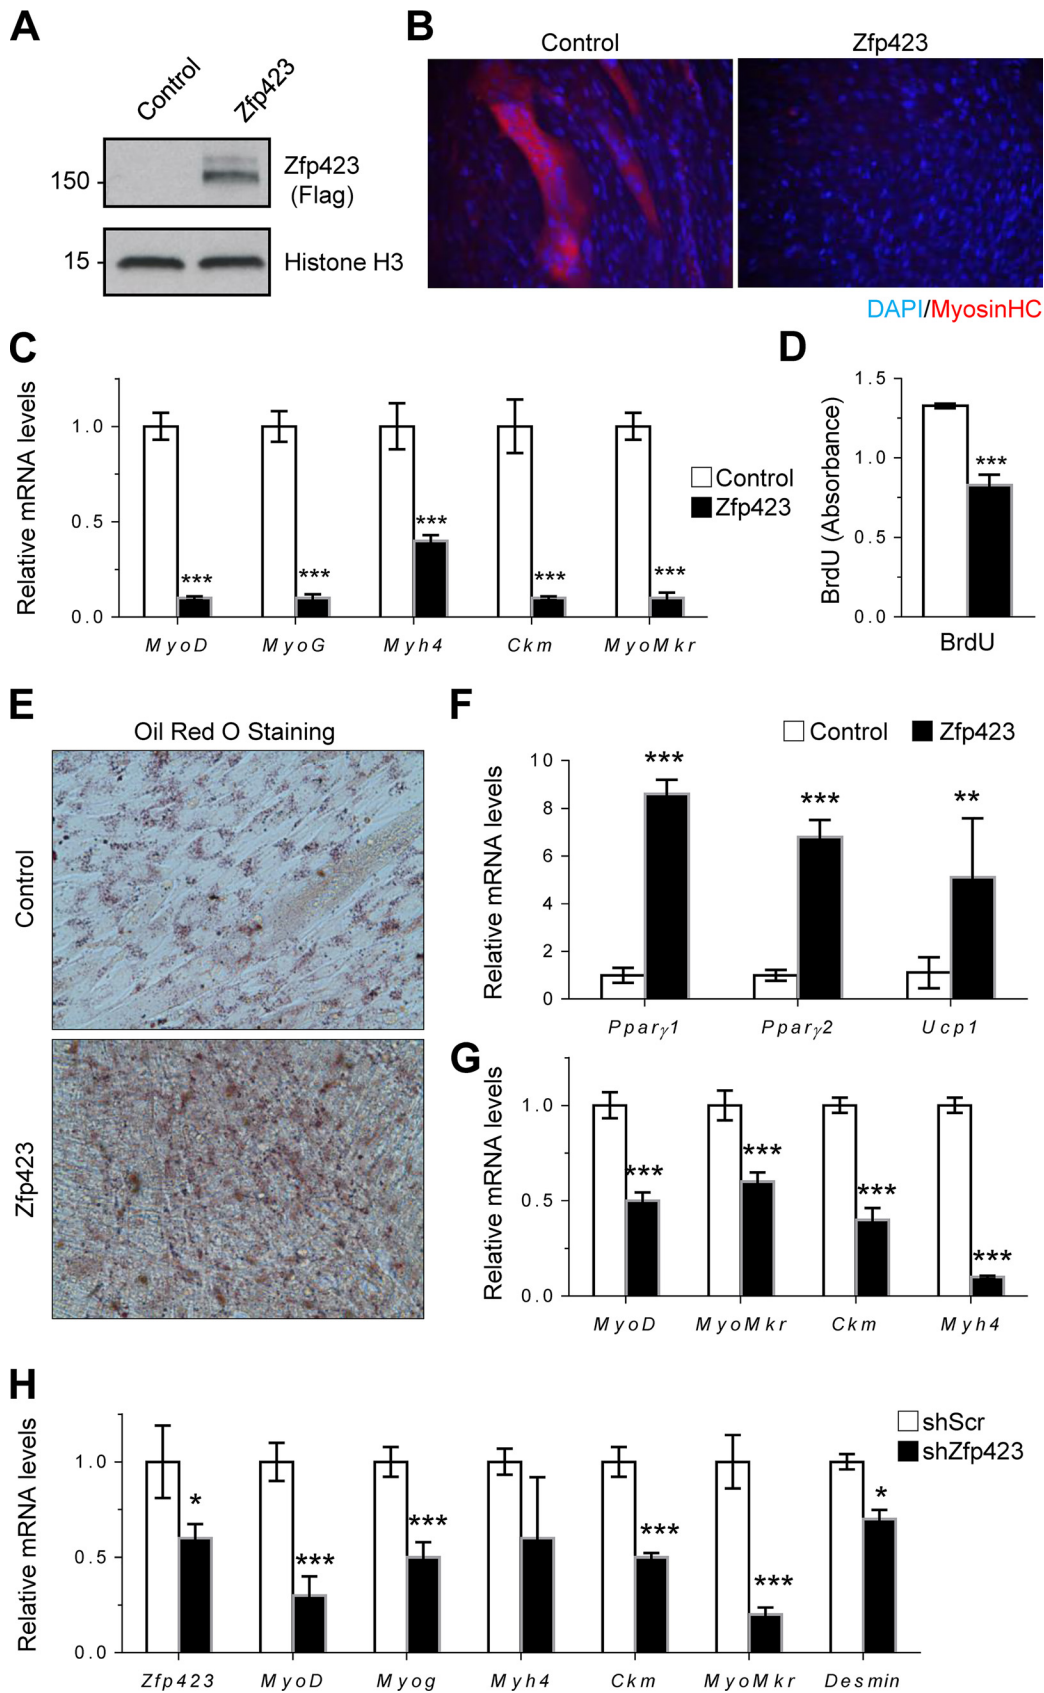 A
Control
Zfp423
150
Zfp423
(Flag)
15
Histone H3
B
Control
Zfp423
DAPI/MyosinHC
C
Relative mRNA levels
1.0
0.5
0.0
***
***
***
***
***
MyoD
MyoG
Myh4
Ckm
MyoMkr
Control
Zfp423
D
BrdU (Absorbance)
1.5
1.0
0.5
0.0
***
BrdU
E
Oil Red O Staining
Control
Zfp423
F
Control
Zfp423
Relative mRNA levels
10
8
6
4
2
0
***
***
**
Pparγ1
Pparγ2
Ucp1
G
Relative mRNA levels
1.0
0.5
0.0
***
***
***
***
MyoD
MyoMkr
Ckm
Myh4
H
Relative mRNA levels
1.0
0.5
0.0
*
***
***
***
***
*
Zfp423
MyoD
Myog
Myh4
Ckm
MyoMkr
Desmin
shScr
shZfp423